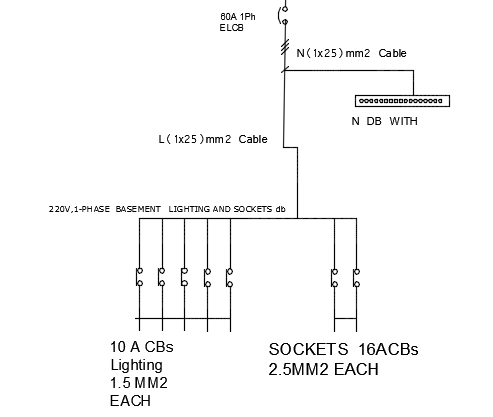 60A 1Ph
ELCB
N(1x25)mm2 Cable
N DB WITH
L(1x25)mm2 Cable
220V,1-PHASE BASEMENT LIGHTING AND SOCKETS db
10 A CBs
Lighting
1.5 MM2
EACH
SOCKETS 16ACBs
2.5MM2 EACH